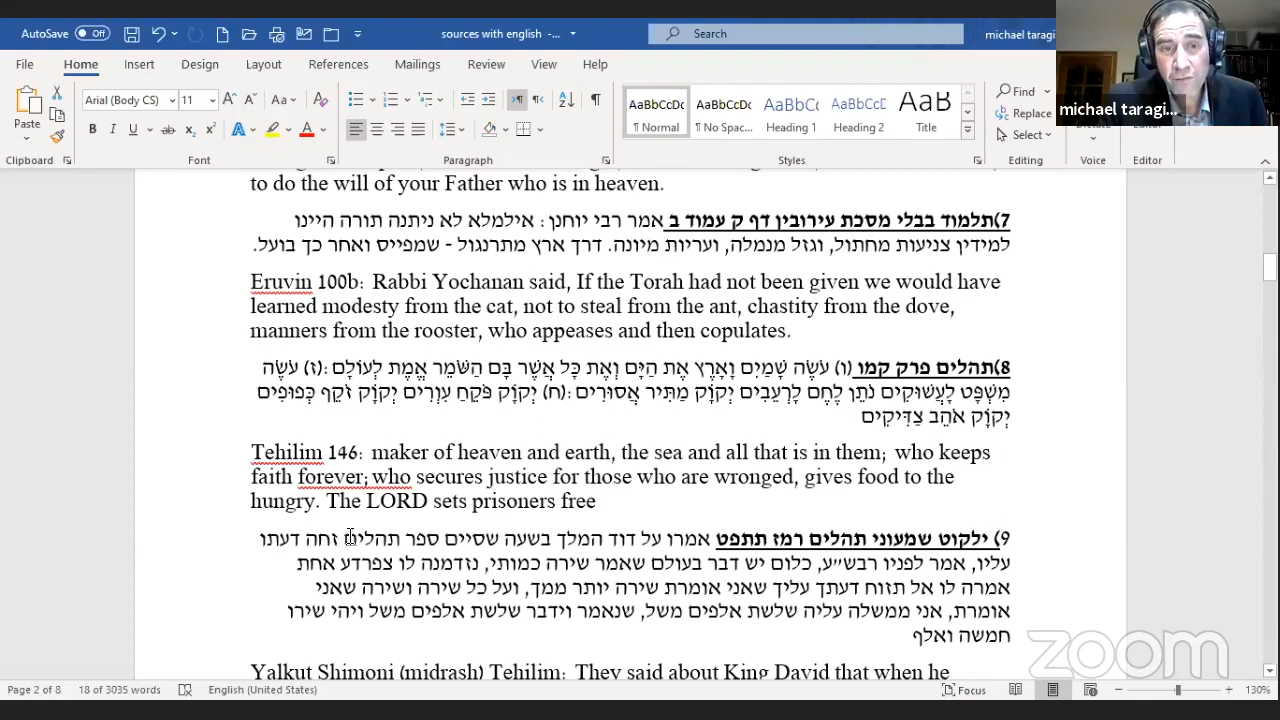 AutoSave Off
sources with english -...
Search
michael taragi
File Home Insert Design Layout References Mailings Review View Help
Paste
Arial (Body CS) 11
AaBbCcDc AaBbCcDc AaBbCc AaBbCcD AaB
¶ Normal ¶ No Spac... Heading 1 Heading 2 Title
Find
Replace
Select
Dictate
Clipboard Font Paragraph Styles Editing Voice Editor
michael taragi...
to do the will of your Father who is in heaven.
7)תלמוד בבלי מסכת עירובין דף ק עמוד ב אמר רבי יוחנן: אילמלא לא ניתנה תורה היינו
למידין צניעות מחתול, וגזל מנמלה, ועריות מיונה. דרך ארץ מתרנגול - שמפייס ואחר כך בועל.
Eruvin 100b: Rabbi Yochanan said, If the Torah had not been given we would have
learned modesty from the cat, not to steal from the ant, chastity from the dove,
manners from the rooster, who appeases and then copulates.
8)תהלים פרק קמו (ו) עֹשֶׂה שָׁמַיִם וָאָרֶץ אֶת הַיָּם וְאֶת כָּל אֲשֶׁר בָּם הַשֹּׁמֵר אֱמֶת לְעוֹלָם:(ז) עֹשֶׂה
מִשְׁפָּט לָעֲשׁוּקִים נֹתֵן לֶחֶם לָרְעֵבִים יְקֹוָק מַתִּיר אֲסוּרִים:(ח) יְקֹוָק פֹּקֵחַ עִוְרִים יְקֹוָק זֹקֵף כְּפוּפִים
יְקֹוָק אֹהֵב צַדִּיקִים
Tehilim 146: maker of heaven and earth, the sea and all that is in them; who keeps
faith forever; who secures justice for those who are wronged, gives food to the
hungry. The LORD sets prisoners free
9) ילקוט שמעוני תהלים רמז תתפט אמרו על דוד המלך בשעה שסיים ספר תהלים זחה דעתו
עליו, אמר לפניו רבש״ע, כלום יש דבר בעולם שאמר שירה כמותי, נזדמנה לו צפרדע אחת
אמרה לו אל תזוח דעתך עליך שאני אומרת שירה יותר ממך, ועל כל שירה ושירה שאני
אומרת, אני ממשלה עליה שלשת אלפים משל, שנאמר וידבר שלשת אלפים משל ויהי שירו
חמשה ואלף
Yalkut Shimoni (midrash) Tehilim: They said about King David that when he
zoom
Page 2 of 8 18 of 3035 words English (United States) Focus 130%